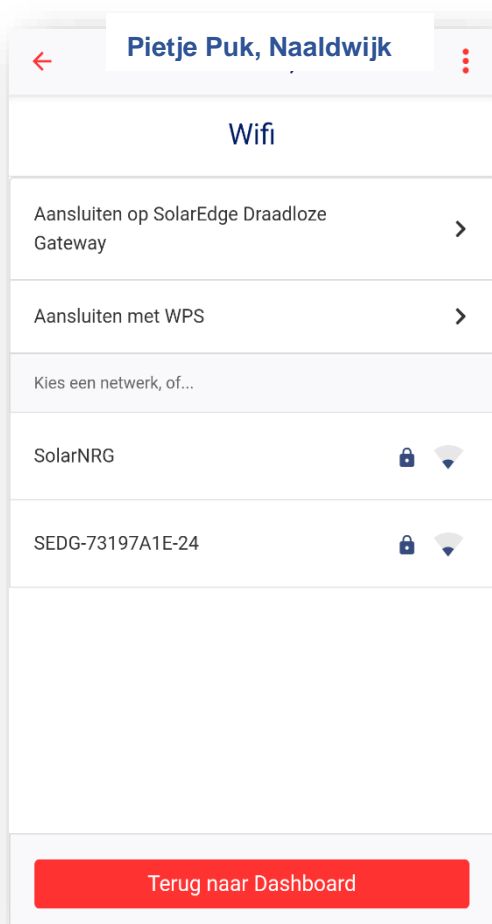 Pietje Puk, Naaldwijk
Wifi
Aansluiten op SolarEdge Draadloze
Gateway
Aansluiten met WPS
Kies een netwerk, of...
SolarNRG
SEDG-73197A1E-24
Terug naar Dashboard